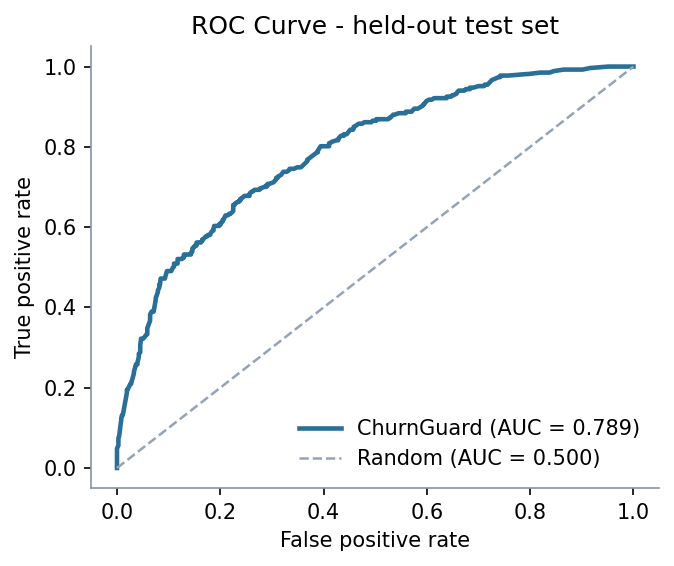 ROC Curve - held-out test set
True positive rate
1.0
0.8
0.6
0.4
0.2
0.0
ChurnGuard (AUC = 0.789)
Random (AUC = 0.500)
0.0 0.2 0.4 0.6 0.8 1.0
False positive rate